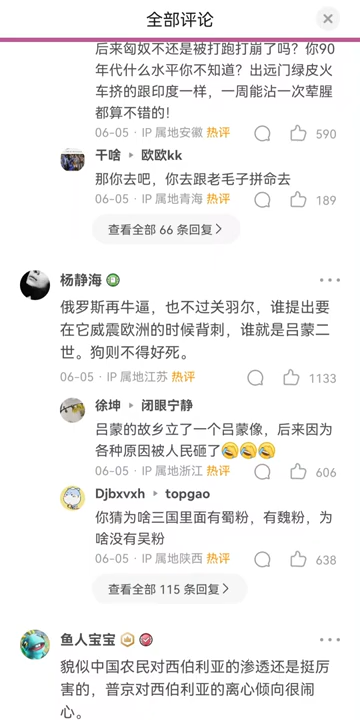 全部评论
后来匈奴不还是被打跑打崩了吗？你90
年代什么水平你不知道？出远门绿皮火
车挤的跟印度一样，一周能沾一次荤腥
都算不错的！
06-05 · IP 属地安徽 热评 590
干啥 ▸ 欧欧kk
那你去吧，你去跟老毛子拼命去
06-05 · IP 属地青海 热评 189
查看全部 66 条回复 >
杨静海
俄罗斯再牛逼，也不过关羽尔，谁提出要
在它威震欧洲的时候背刺，谁就是吕蒙二
世。狗则不得好死。
06-05 · IP 属地江苏 热评 1133
徐坤 ▸ 闭眼宁静
吕蒙的故乡立了一个吕蒙像，后来因为
各种原因被人民砸了😂😂😂
06-05 · IP 属地浙江 热评 606
Djbxvxh ▸ topgao
你猜为啥三国里面有蜀粉，有魏粉，为
啥没有吴粉
06-05 · IP 属地陕西 热评 638
查看全部 115 条回复 >
鱼人宝宝
貌似中国农民对西伯利亚的渗透还是挺厉
害的，普京对西伯利亚的离心倾向很闹
心。